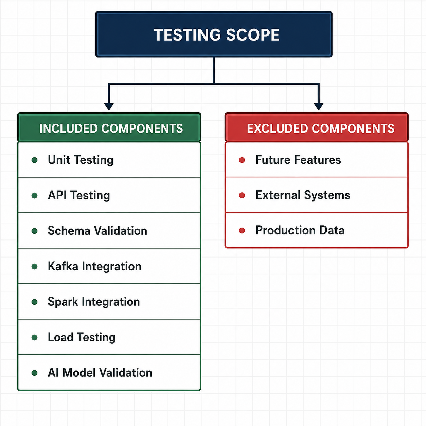 TESTING SCOPE
INCLUDED COMPONENTS
Unit Testing
API Testing
Schema Validation
Kafka Integration
Spark Integration
Load Testing
AI Model Validation
EXCLUDED COMPONENTS
Future Features
External Systems
Production Data